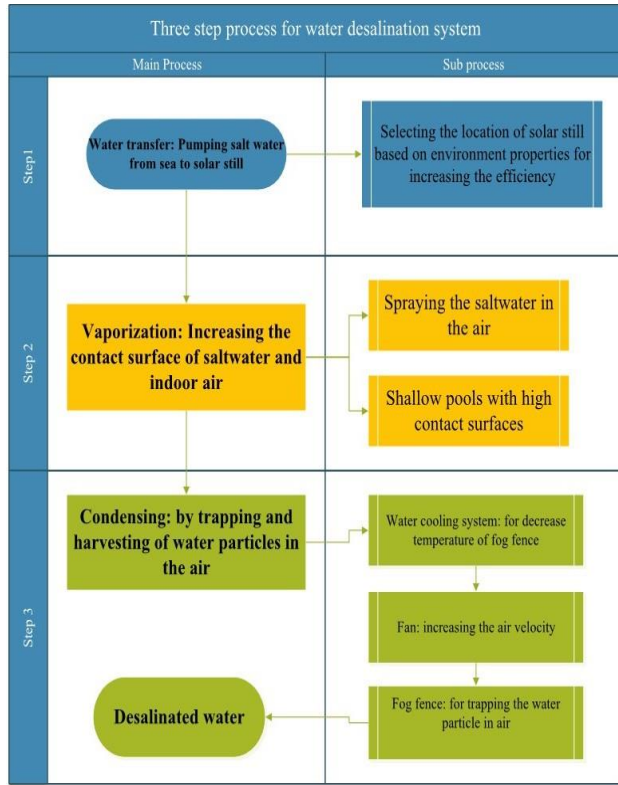 Three step process for water desalination system
Main Process
Sub process
Step1
Water transfer: Pumping salt water
from sea to solar still
Selecting the location of solar still
based on environment properties for
increasing the efficiency
Step 2
Vaporization: Increasing the
contact surface of saltwater and
indoor air
Spraying the saltwater in
the air
Shallow pools with high
contact surfaces
Step 3
Condensing: by trapping and
harvesting of water particles in
the air
Water cooling system: for decrease
temperature of fog fence
Fan: increasing the air velocity
Fog fence: for trapping the water
particle in air
Desalinated water